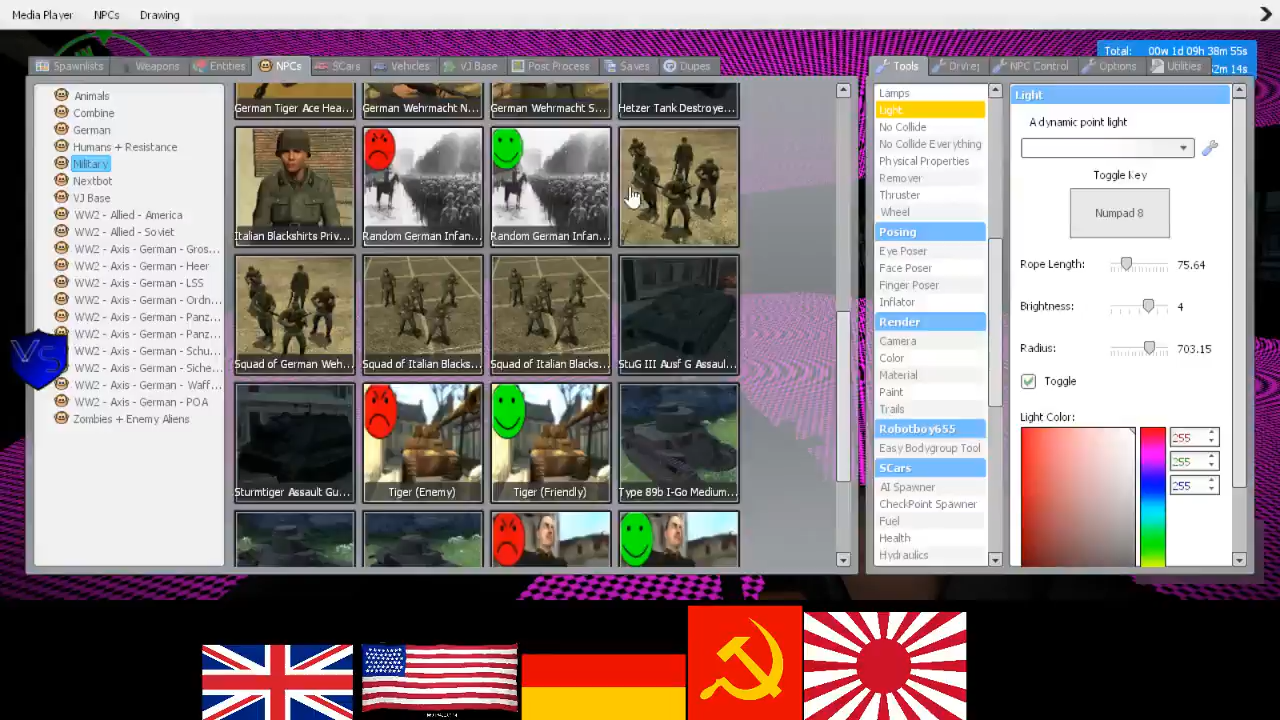 Media Player NPCs Drawing
Total: 00w 1d 09h 38m 55s
2m 14s
Spawnlists Weapons Entities NPCs SCars Vehicles VJ Base Post Process Saves Dupes
Tools NPC Control Options Utilities
Animals
Combine
German
Humans + Resistance
Military
Nextbot
VJ Base
WW2 - Allied - America
WW2 - Allied - Soviet
WW2 - Axis - German - Gros...
WW2 - Axis - German - Heer
WW2 - Axis - German - LSS
WW2 - Axis - German - Ordn...
WW2 - Axis - German - Panz...
WW2 - Axis - German - Panz...
WW2 - Axis - German - Schu...
WW2 - Axis - German - Siche...
WW2 - Axis - German - Waff...
WW2 - Axis - German - POA
Zombies + Enemy Aliens
VS
German Tiger Ace Hea... German Wehrmacht N... German Wehrmacht S... Hetzer Tank Destroye...
Italian Blackshirts Priv... Random German Infan... Random German Infan...
Squad of German Weh... Squad of Italian Blacks... Squad of Italian Blacks... StuG III Ausf G Assaul...
Sturmtiger Assault Gu... Tiger (Enemy) Tiger (Friendly) Type 89b I-Go Medium...
Lamps
Light
No Collide
No Collide Everything
Physical Properties
Remover
Thruster
Wheel
Posing
Eye Poser
Face Poser
Finger Poser
Inflator
Render
Camera
Color
Material
Paint
Trails
Robotboy655
Easy Bodygroup Tool
SCars
AI Spawner
CheckPoint Spawner
Fuel
Health
Hydraulics
Light
A dynamic point light
Toggle Key
Numpad 8
Rope Length: 75.64
Brightness: 4
Radius: 703.15
Toggle
Light Color:
255
255
255